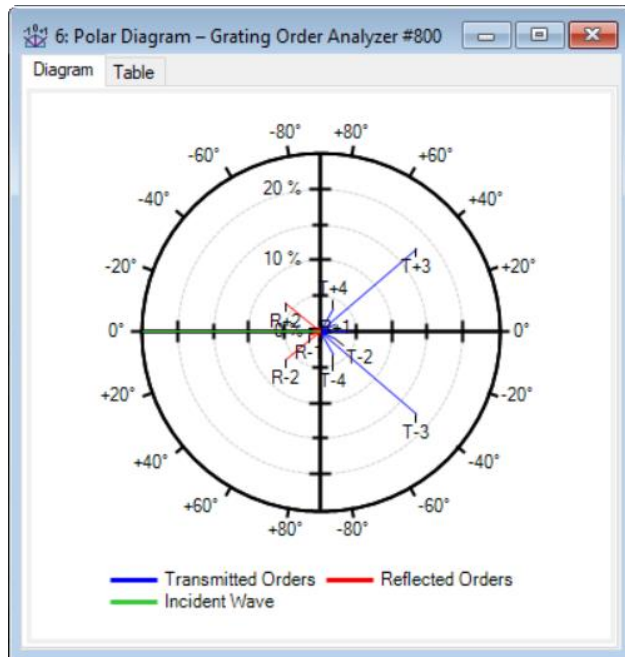 6: Polar Diagram – Grating Order Analyzer #800
Diagram Table
-80° +80°
-60° +60°
20 %
-40° +40°
10 %
T+3
-20° +20°
T+4
R+2 R+1
0° 0 % 0°
R-1 T-2
R-2 T-4
+20° -20°
T-3
+40° -40°
+60° -60°
+80° -80°
Transmitted Orders Reflected Orders
Incident Wave